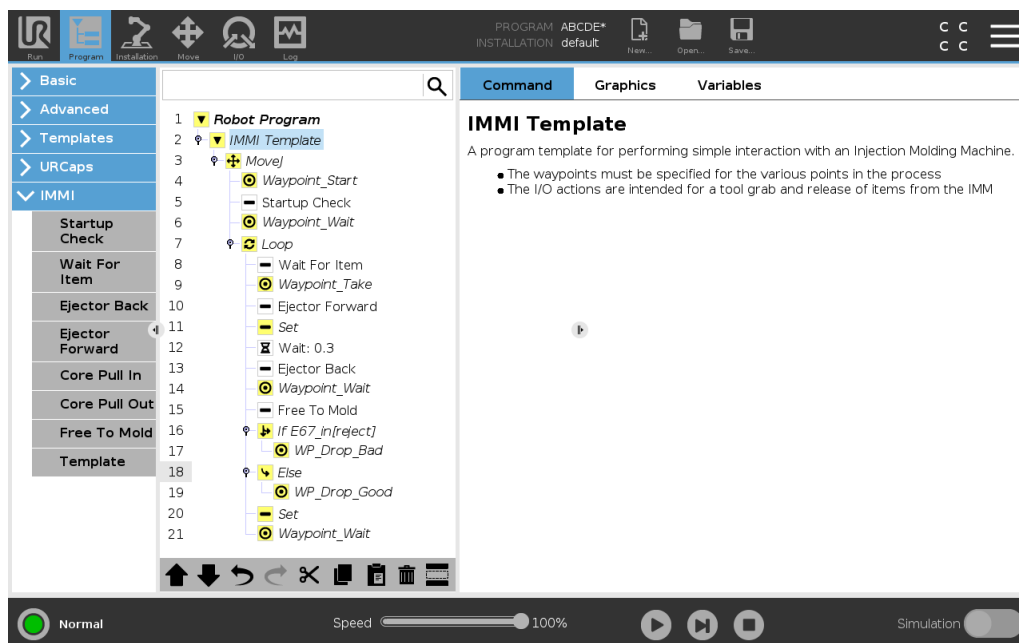 PROGRAM ABCDE*
INSTALLATION default
UR
Run
Program
Installation
Move
I/O
Log
New...
Open...
Save...
C C
C C
Basic
Advanced
Templates
URCaps
IMMI
Startup
Check
Wait For
Item
Ejector Back
Ejector
Forward
Core Pull In
Core Pull Out
Free To Mold
Template
1 Robot Program
2 IMMI Template
3 MoveJ
4 Waypoint_Start
5 Startup Check
6 Waypoint_Wait
7 Loop
8 Wait For Item
9 Waypoint_Take
10 Ejector Forward
11 Set
12 Wait: 0.3
13 Ejector Back
14 Waypoint_Wait
15 Free To Mold
16 If E67_in[reject]
17 WP_Drop_Bad
18 Else
19 WP_Drop_Good
20 Set
21 Waypoint_Wait
Command Graphics Variables
IMMI Template
A program template for performing simple interaction with an Injection Molding Machine.
• The waypoints must be specified for the various points in the process
• The I/O actions are intended for a tool grab and release of items from the IMM
Normal
Speed 100%
Simulation